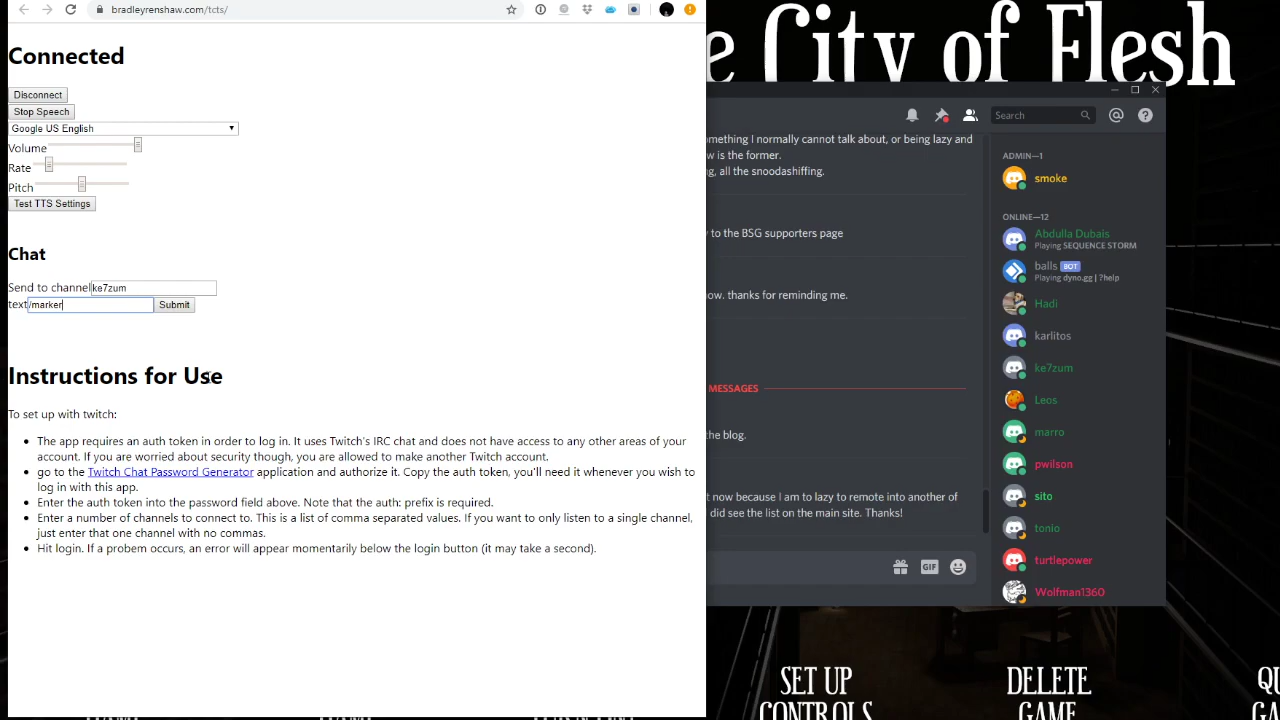 bradleyrenshaw.com/tcts/
Connected
Disconnect
Stop Speech
Google US English
Volume
Rate
Pitch
Test TTS Settings
Chat
Send to channel ke7zum
text /marker Submit
Instructions for Use
To set up with twitch:
The app requires an auth token in order to log in. It uses Twitch's IRC chat and does not have access to any other areas of your
account. If you are worried about security though, you are allowed to make another Twitch account.
go to the Twitch Chat Password Generator application and authorize it. Copy the auth token, you'll need it whenever you wish to
log in with this app.
Enter the auth token into the password field above. Note that the auth: prefix is required.
Enter a number of channels to connect to. This is a list of comma separated values. If you want to only listen to a single channel,
just enter that one channel with no commas.
Hit login. If a probem occurs, an error will appear momentarily below the login button (it may take a second).
e City of Flesh
Search
omething I normally cannot talk about, or being lazy and
w is the former.
g, all the snoodashiffing.
y to the BSG supporters page
ow. thanks for reminding me.
MESSAGES
the blog.
t now because I am to lazy to remote into another of
did see the list on the main site. Thanks!
GIF
ADMIN—1
smoke
ONLINE—12
Abdulla Dubais
Playing SEQUENCE STORM
balls BOT
Playing dyno.gg | ?help
Hadi
karlitos
ke7zum
Leos
marro
pwilson
sito
tonio
turtlepower
Wolfman1360
SET UP
CONTROLS
DELETE
GAME